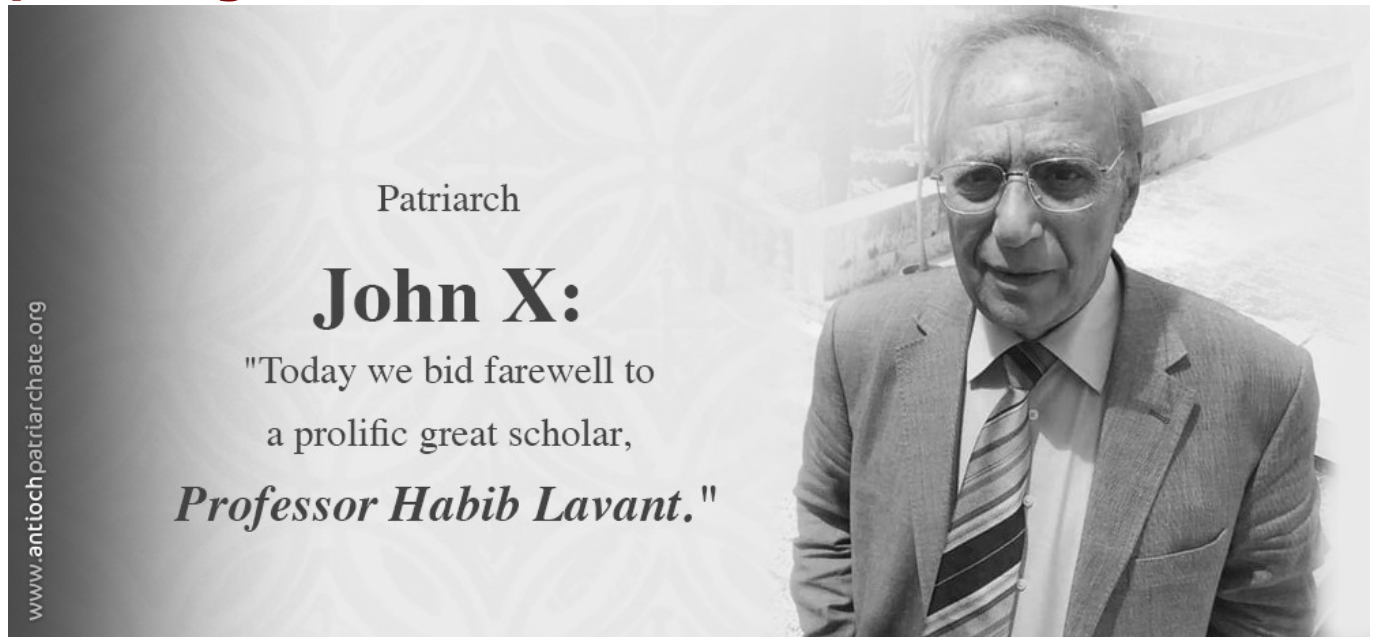 Patriarch
John X:
"Today we bid farewell to
a prolific great scholar,
Professor Habib Lavant."
www.antiochpatriarchate.org